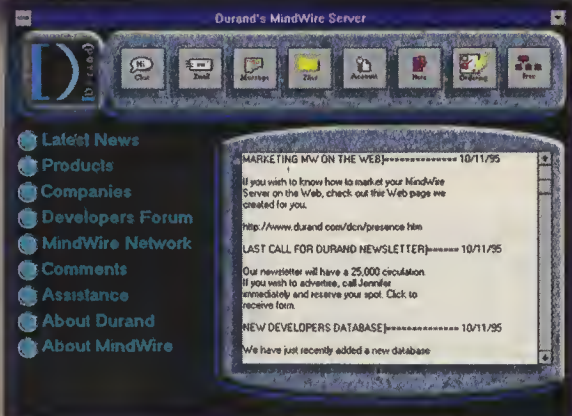 Durand's MindWire Server
Durand
Hi
Chat
Email
Message
Files
Account
Ordering
Tree
Latest News
Products
Companies
Developers Forum
MindWire Network
Comments
Assistance
About Durand
About MindWire
MARKETING MW ON THE WEB]=============== 10/11/95
If you wish to know how to market your MindWire
Server on the Web, check out this Web page we
created for you.
http://www.durand.com/dcn/presence.htm
LAST CALL FOR DURAND NEWSLETTER]====== 10/11/95
Our newsletter will have a 25,000 circulation.
If you wish to advertise, call Jennifer
immediately and reserve your spot. Click to
receive form.
NEW DEVELOPERS DATABASE]============== 10/11/95
We have just recently added a new database